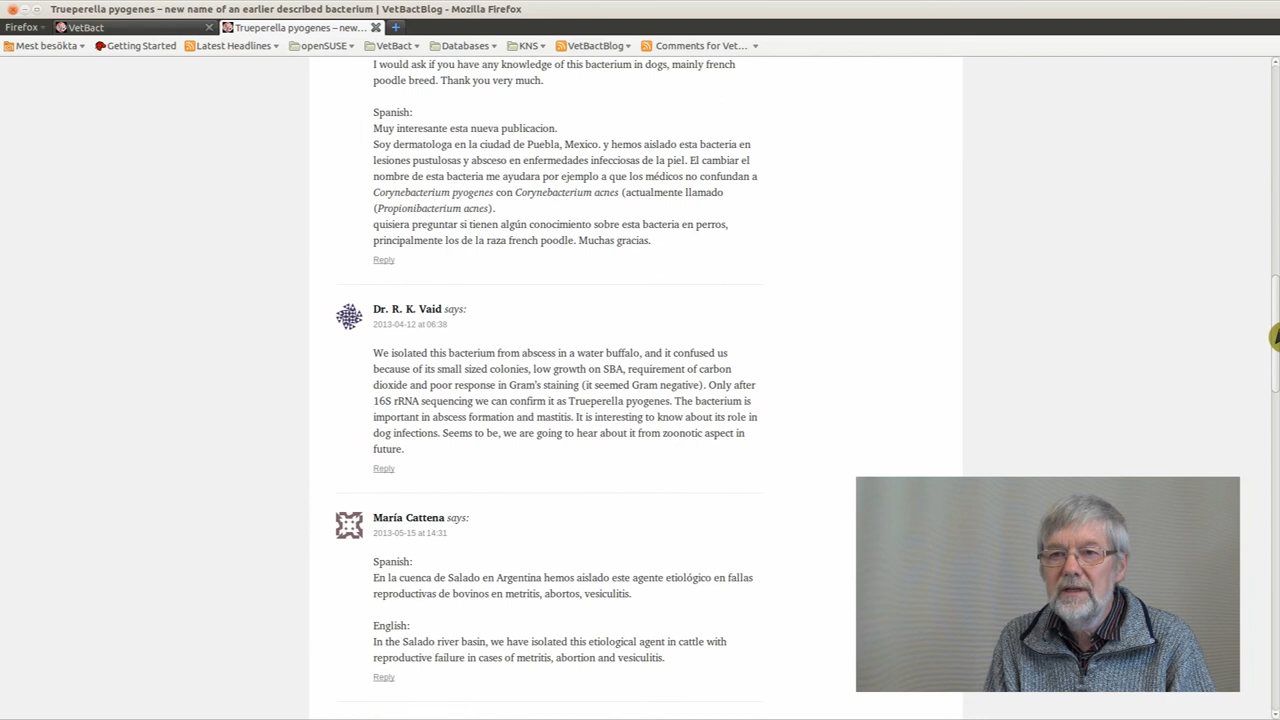 Trueperella pyogenes – new name of an earlier described bacterium | VetBactBlog - Mozilla Firefox
Firefox
VetBact
Trueperella pyogenes – new...
Mest besökta
Getting Started
Latest Headlines
openSUSE
VetBact
Databases
KNS
VetBactBlog
Comments for Vet...
I would ask if you have any knowledge of this bacterium in dogs, mainly french
poodle breed. Thank you very much.
Spanish:
Muy interesante esta nueva publicacion.
Soy dermatologa en la ciudad de Puebla, Mexico. y hemos aislado esta bacteria en
lesiones pustulosas y absceso en enfermedades infecciosas de la piel. El cambiar el
nombre de esta bacteria me ayudara por ejemplo a que los médicos no confundan a
Corynebacterium pyogenes con Corynebacterium acnes (actualmente llamado
(Propionibacterium acnes).
quisiera preguntar si tienen algún conocimiento sobre esta bacteria en perros,
principalmente los de la raza french poodle. Muchas gracias.
Reply
Dr. R. K. Vaid says:
2013-04-12 at 06:38
We isolated this bacterium from abscess in a water buffalo, and it confused us
because of its small sized colonies, low growth on SBA, requirement of carbon
dioxide and poor response in Gram's staining (it seemed Gram negative). Only after
16S rRNA sequencing we can confirm it as Trueperella pyogenes. The bacterium is
important in abscess formation and mastitis. It is interesting to know about its role in
dog infections. Seems to be, we are going to hear about it from zoonotic aspect in
future.
Reply
María Cattena says:
2013-05-15 at 14:31
Spanish:
En la cuenca de Salado en Argentina hemos aislado este agente etiológico en fallas
reproductivas de bovinos en metritis, abortos, vesiculitis.
English:
In the Salado river basin, we have isolated this etiological agent in cattle with
reproductive failure in cases of metritis, abortion and vesiculitis.
Reply